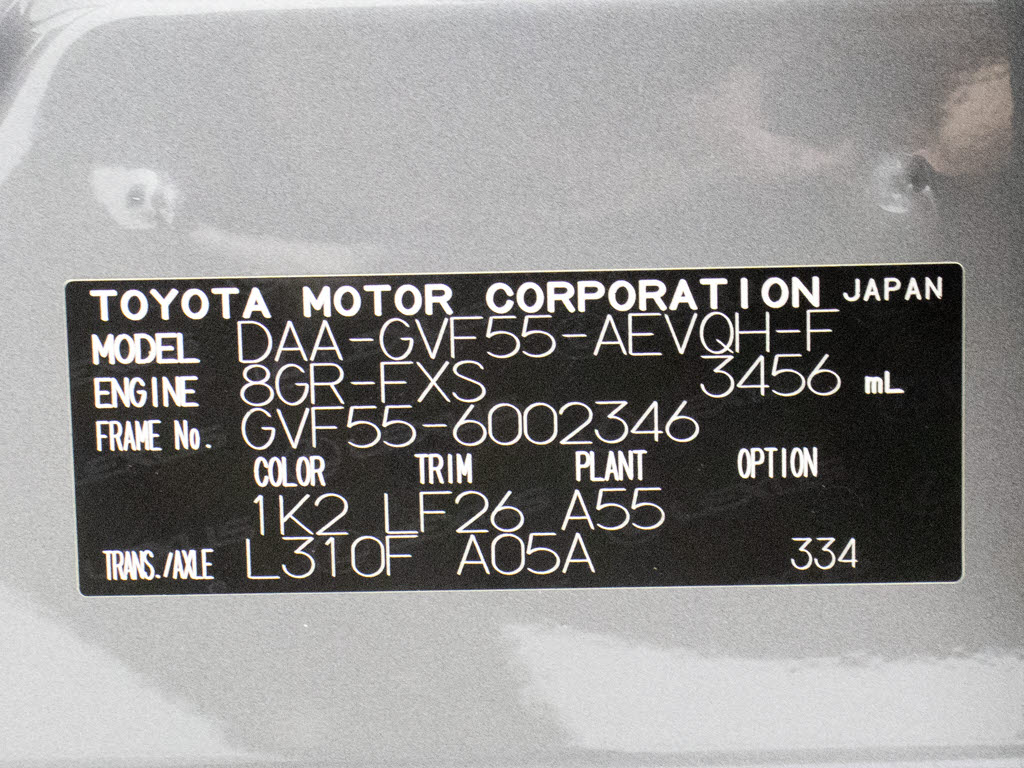 TOYOTA MOTOR CORPORATION JAPAN
MODEL DAA-GVF55-AEVQH-F
ENGINE 8GR-FXS 3456 mL
FRAME No. GVF55-6002346
COLOR TRIM PLANT OPTION
1K2 LF26 A55
TRANS./AXLE L310F A05A 334